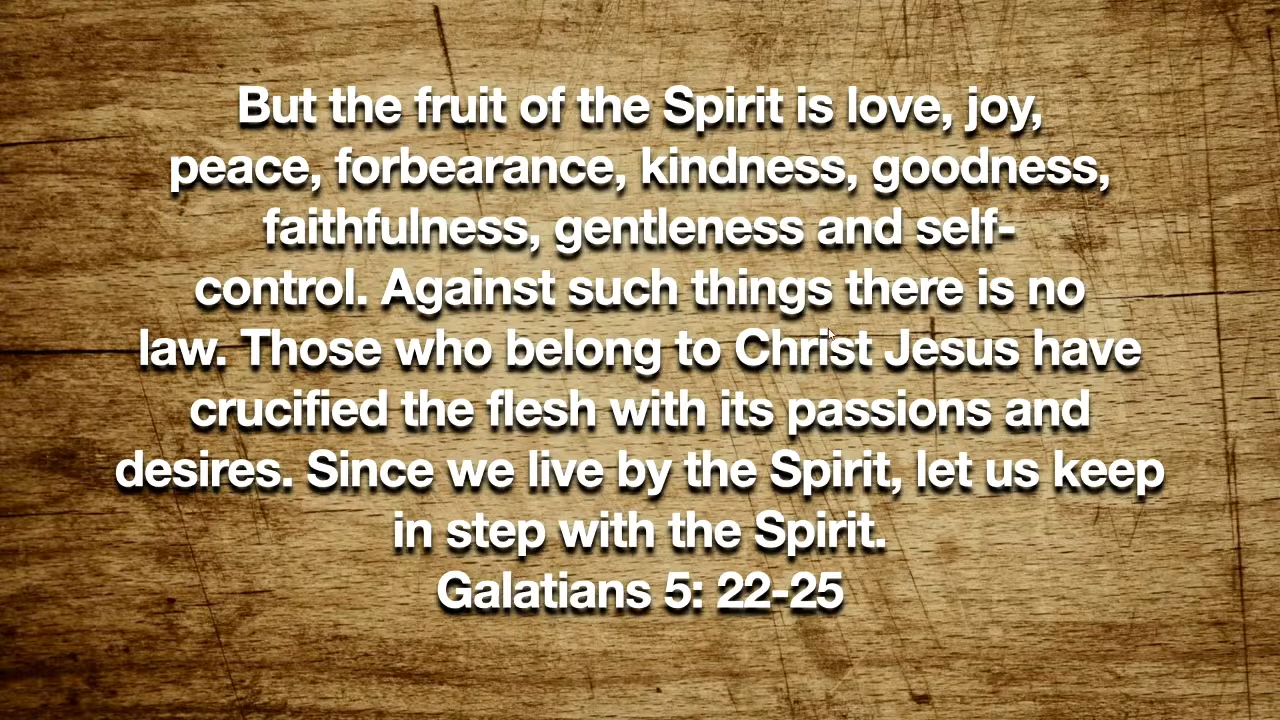 But the fruit of the Spirit is love, joy,
peace, forbearance, kindness, goodness,
faithfulness, gentleness and self-
control. Against such things there is no
law. Those who belong to Christ Jesus have
crucified the flesh with its passions and
desires. Since we live by the Spirit, let us keep
in step with the Spirit.
Galatians 5: 22-25